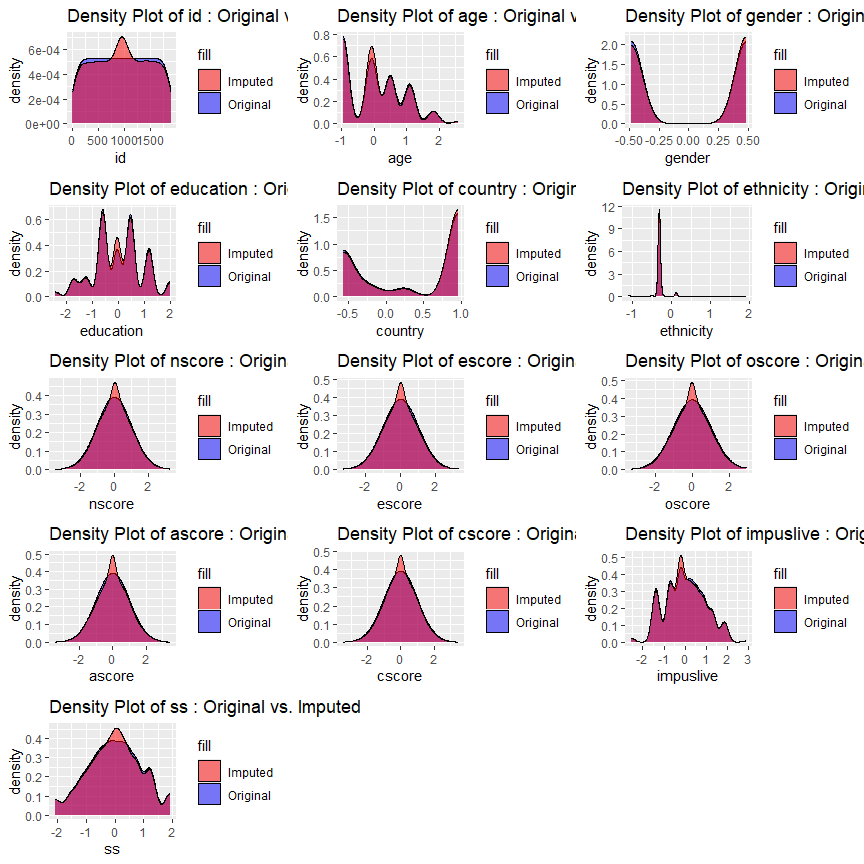 Density Plot of id : Original v
density
6e-04
4e-04
2e-04
0e+00
0 500 1000 1500
id
fill
Imputed
Original
Density Plot of age : Original v
density
0.8
0.6
0.4
0.2
0.0
-1 0 1 2
age
fill
Imputed
Original
Density Plot of gender : Origin
density
2.0
1.5
1.0
0.5
0.0
-0.50 -0.25 0.00 0.25 0.50
gender
fill
Imputed
Original
Density Plot of education : Ori
density
0.6
0.4
0.2
0.0
-2 -1 0 1 2
education
fill
Imputed
Original
Density Plot of country : Origin
density
1.5
1.0
0.5
0.0
-0.5 0.0 0.5 1.0
country
fill
Imputed
Original
Density Plot of ethnicity : Origi
density
12
9
6
3
0
-1 0 1 2
ethnicity
fill
Imputed
Original
Density Plot of nscore : Origin
density
0.4
0.3
0.2
0.1
0.0
-2 0 2
nscore
fill
Imputed
Original
Density Plot of escore : Origin
density
0.5
0.4
0.3
0.2
0.1
0.0
-2 0 2
escore
fill
Imputed
Original
Density Plot of oscore : Origina
density
0.5
0.4
0.3
0.2
0.1
0.0
-2 0 2
oscore
fill
Imputed
Original
Density Plot of ascore : Origin
density
0.5
0.4
0.3
0.2
0.1
0.0
-2 0 2
ascore
fill
Imputed
Original
Density Plot of cscore : Origina
density
0.5
0.4
0.3
0.2
0.1
0.0
-2 0 2
cscore
fill
Imputed
Original
Density Plot of impuslive : Orig
density
0.5
0.4
0.3
0.2
0.1
0.0
-2 -1 0 1 2 3
impuslive
fill
Imputed
Original
Density Plot of ss : Original vs. Imputed
density
0.4
0.3
0.2
0.1
0.0
-2 -1 0 1 2
ss
fill
Imputed
Original